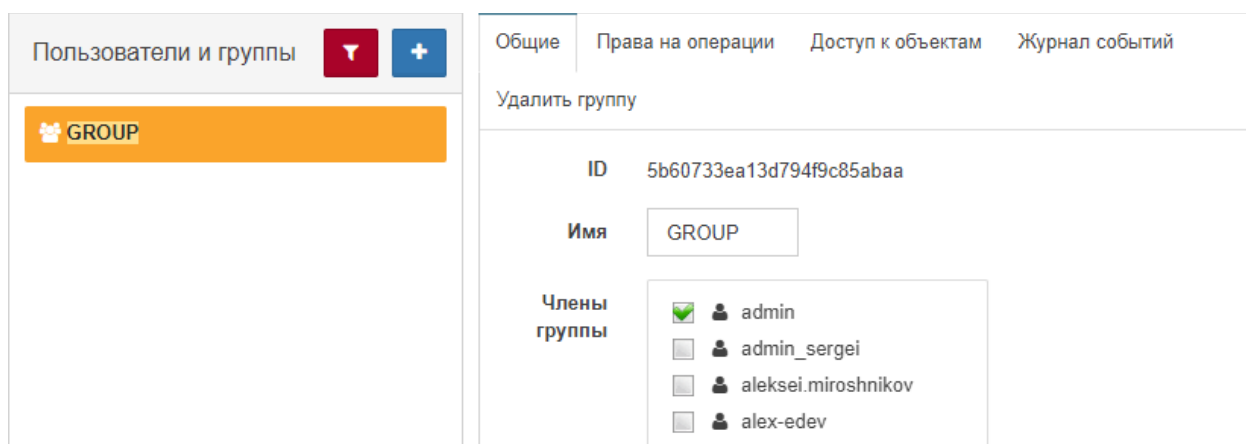 Пользователи и группы
GROUP
Общие Права на операции Доступ к объектам Журнал событий
Удалить группу
ID 5b60733ea13d794f9c85abaa
Имя GROUP
Члены группы
admin
admin_sergei
aleksei.miroshnikov
alex-edev